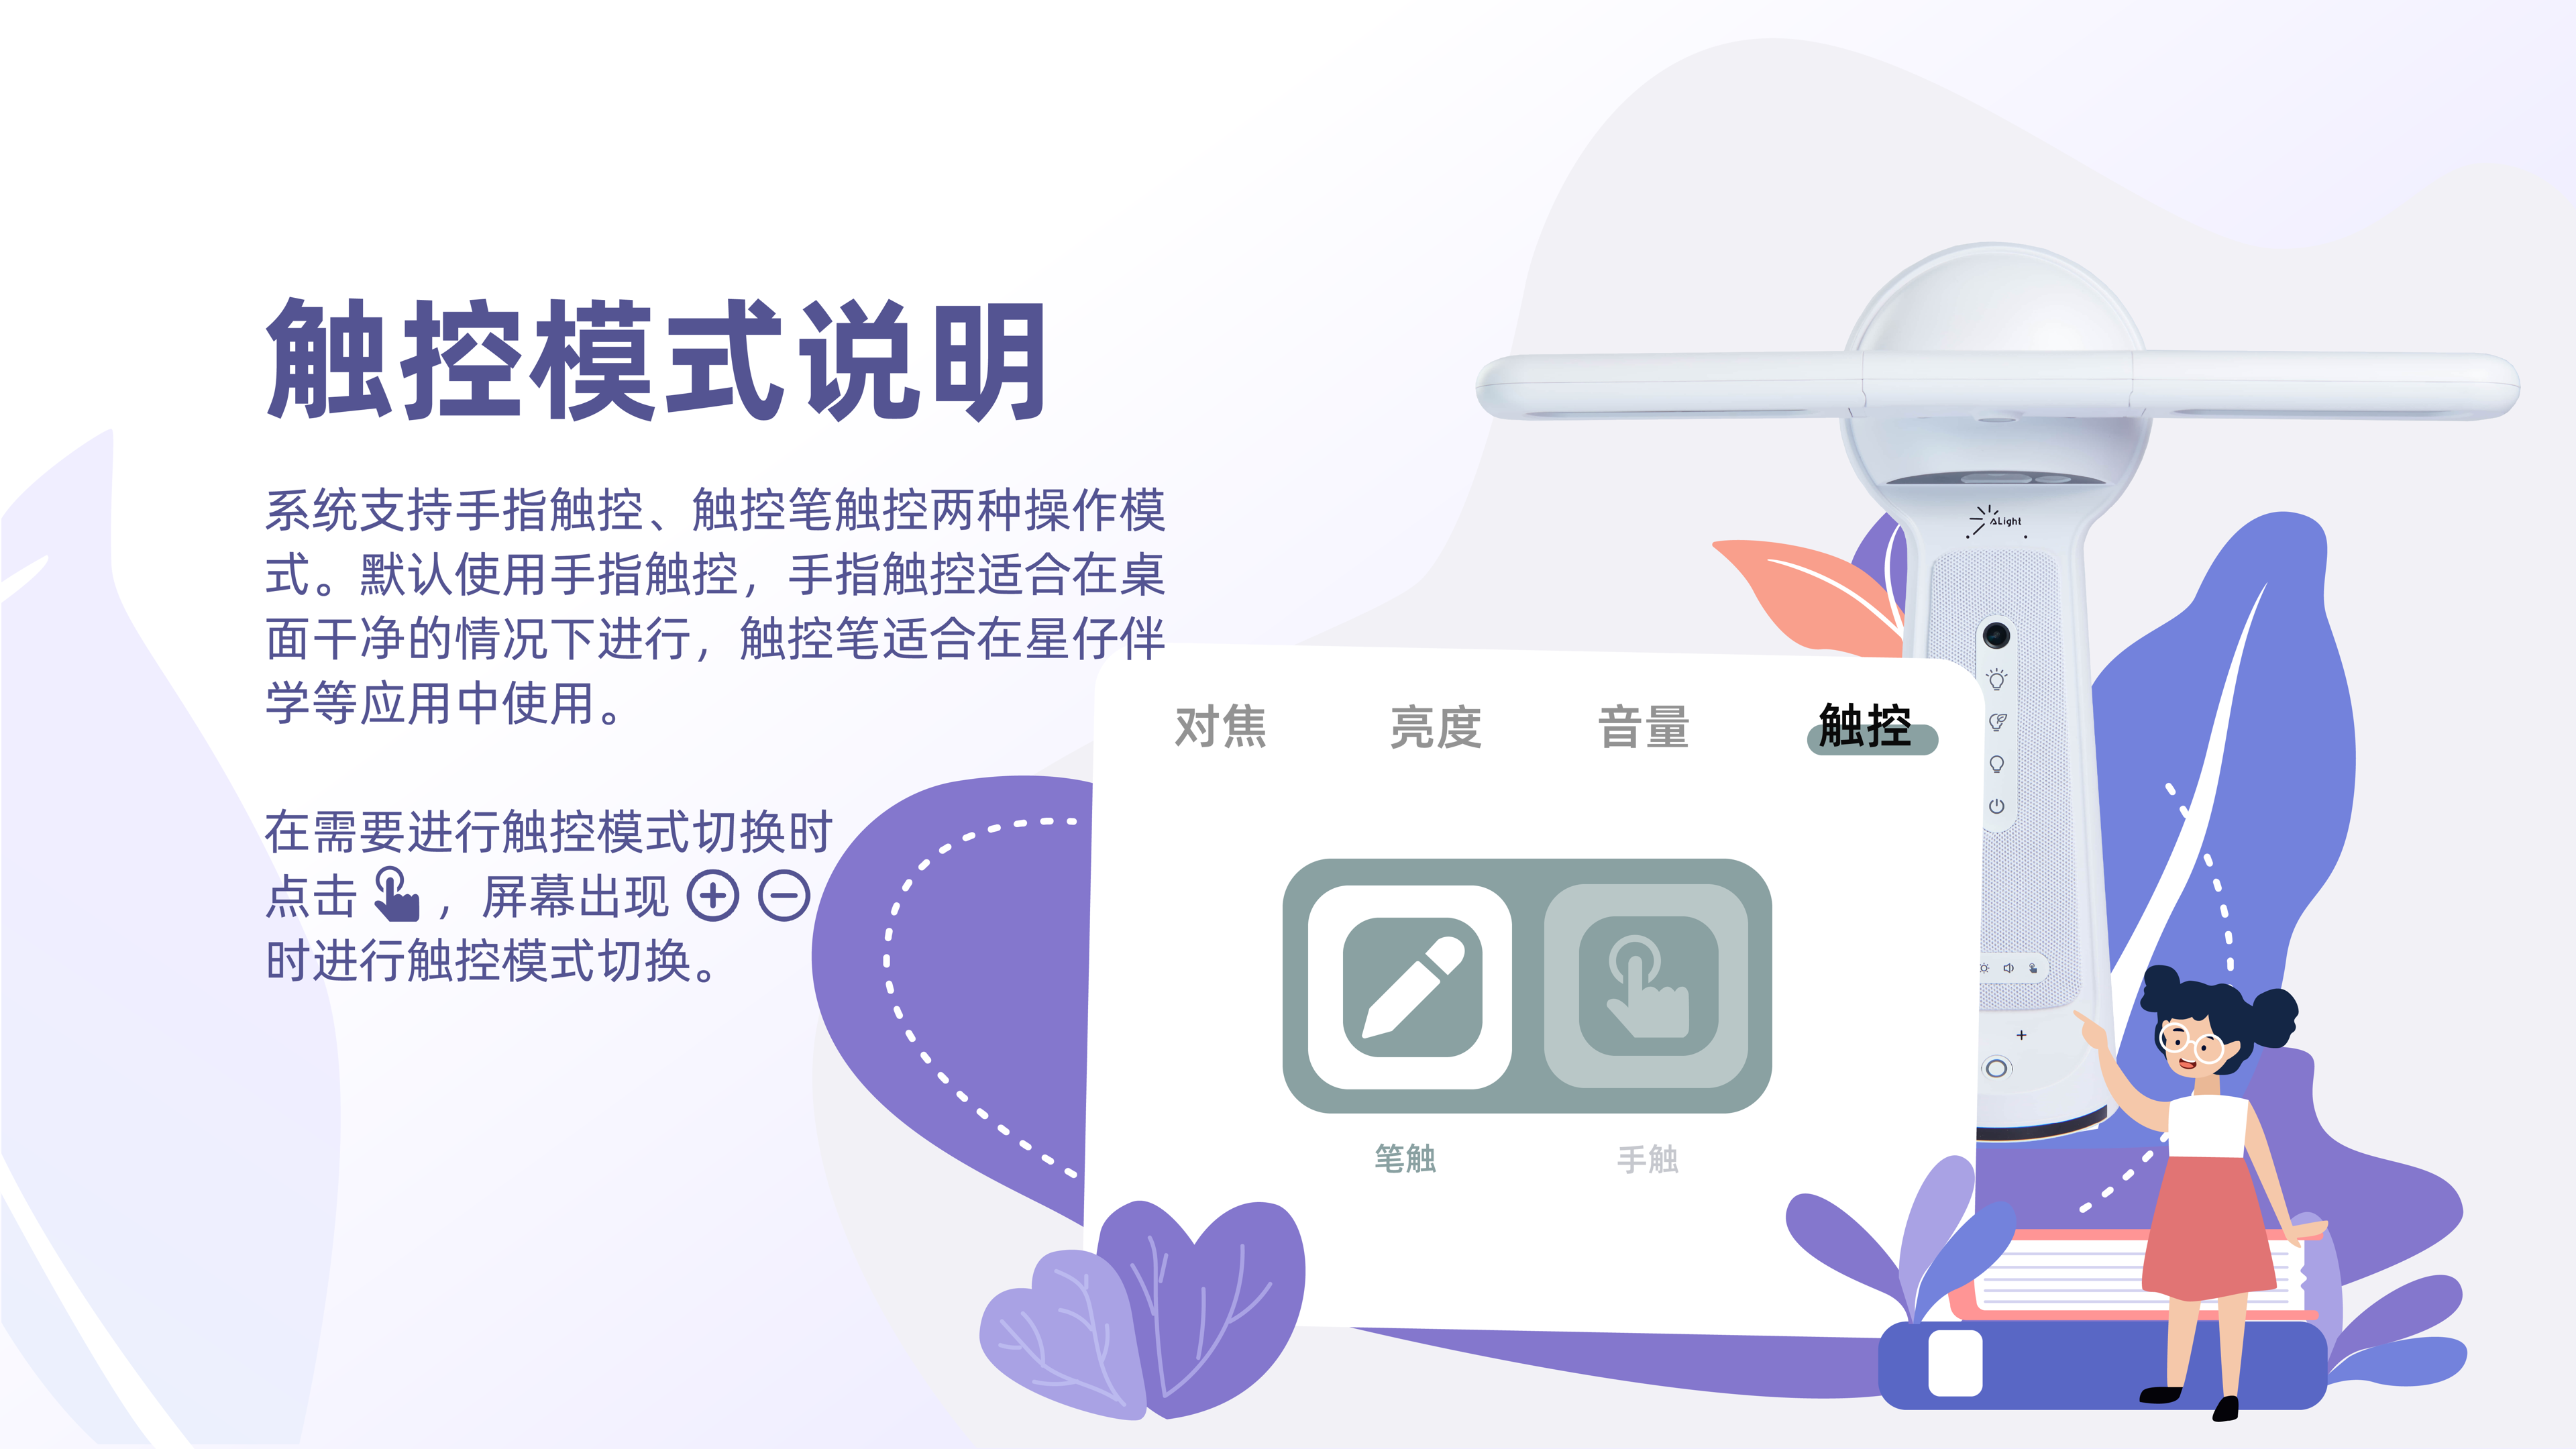 触控模式说明
系统支持手指触控、触控笔触控两种操作模
式。默认使用手指触控，手指触控适合在桌
面干净的情况下进行，触控笔适合在星仔伴
学等应用中使用。
在需要进行触控模式切换时
点击 ，屏幕出现
时进行触控模式切换。
ALight
对焦 亮度 音量 触控
笔触 手触